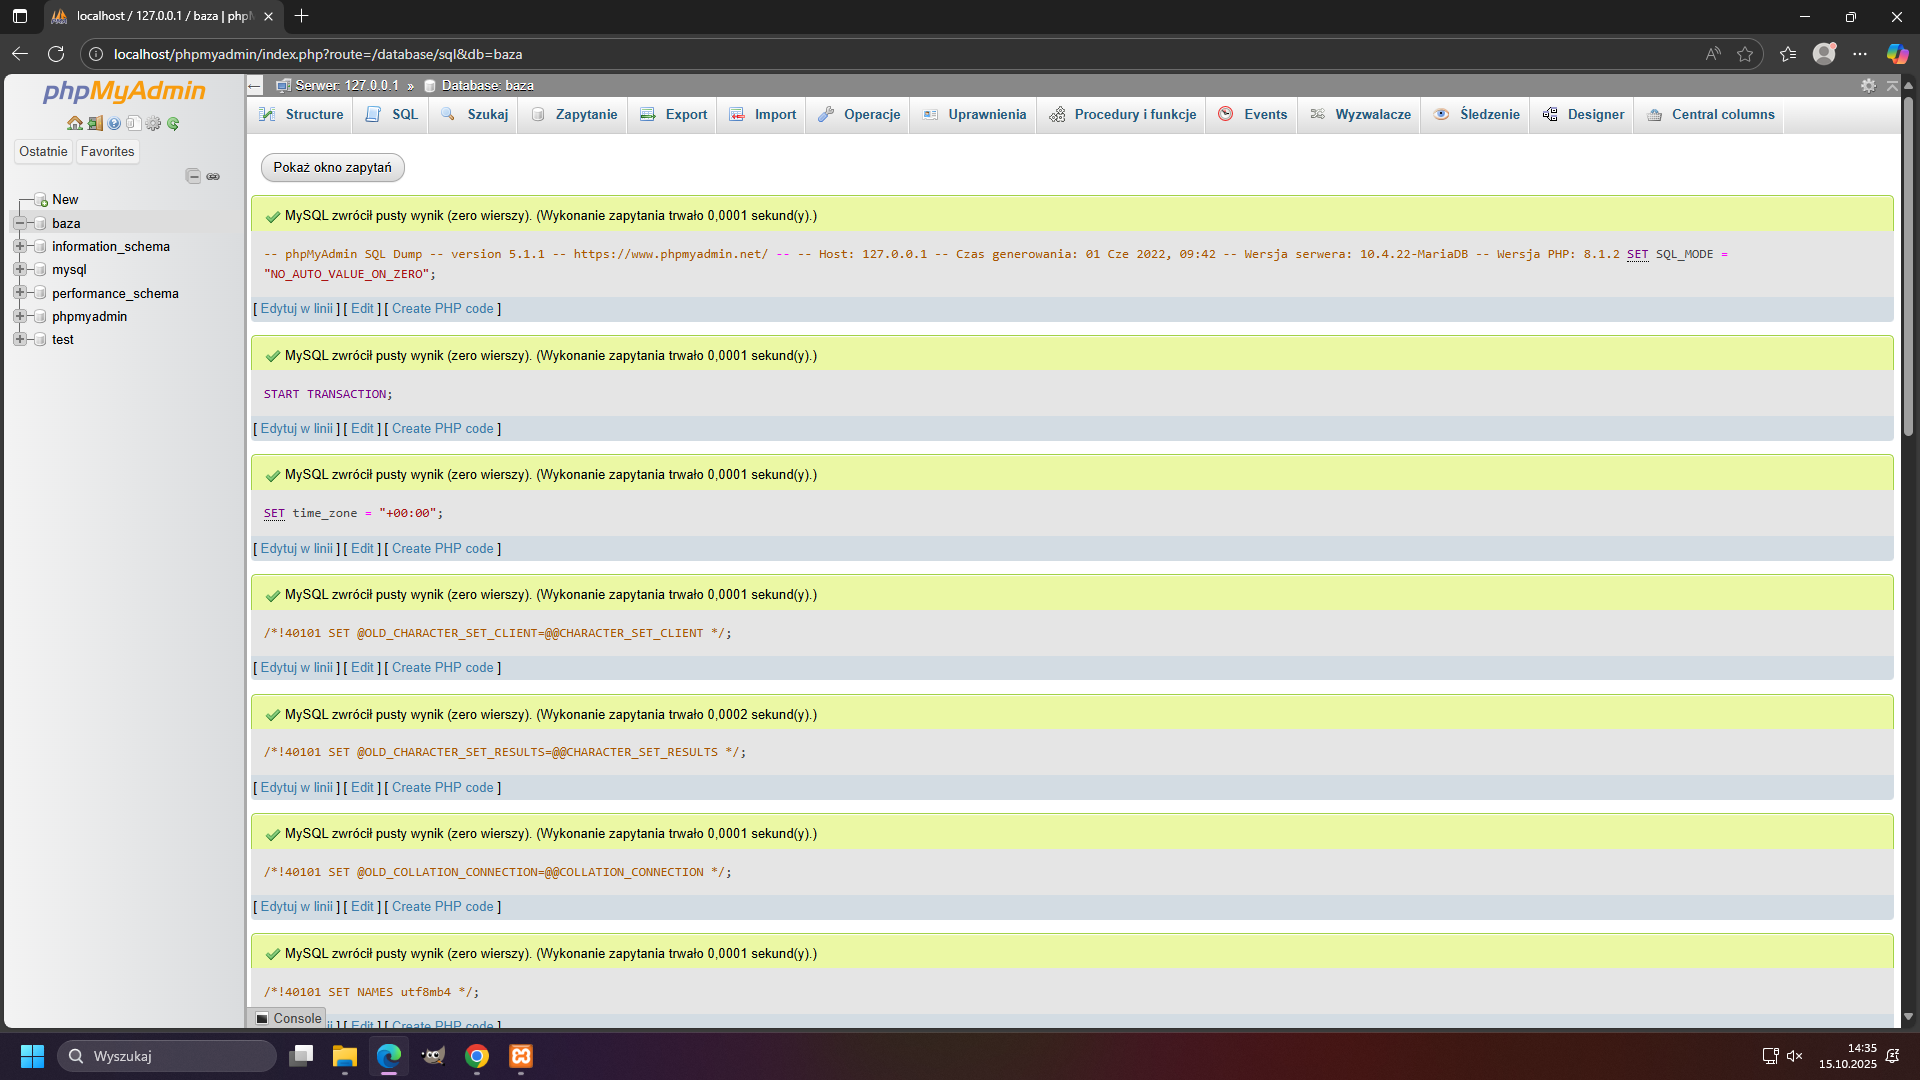 localhost / 127.0.0.1 / baza | phpM
localhost/phpmyadmin/index.php?route=/database/sql&db=baza
phpMyAdmin
Ostatnie Favorites
New
baza
information_schema
mysql
performance_schema
phpmyadmin
test
Serwer: 127.0.0.1 » Database: baza
Structure SQL Szukaj Zapytanie Export Import Operacje Uprawnienia Procedury i funkcje Events Wyzwalacze Śledzenie Designer Central columns
Pokaż okno zapytań
MySQL zwrócił pusty wynik (zero wierszy). (Wykonanie zapytania trwało 0,0001 sekund(y).)
-- phpMyAdmin SQL Dump -- version 5.1.1 -- https://www.phpmyadmin.net/ -- -- Host: 127.0.0.1 -- Czas generowania: 01 Cze 2022, 09:42 -- Wersja serwera: 10.4.22-MariaDB -- Wersja PHP: 8.1.2 SET SQL_MODE =
"NO_AUTO_VALUE_ON_ZERO";
[ Edytuj w linii ] [ Edit ] [ Create PHP code ]
MySQL zwrócił pusty wynik (zero wierszy). (Wykonanie zapytania trwało 0,0001 sekund(y).)
START TRANSACTION;
[ Edytuj w linii ] [ Edit ] [ Create PHP code ]
MySQL zwrócił pusty wynik (zero wierszy). (Wykonanie zapytania trwało 0,0001 sekund(y).)
SET time_zone = "+00:00";
[ Edytuj w linii ] [ Edit ] [ Create PHP code ]
MySQL zwrócił pusty wynik (zero wierszy). (Wykonanie zapytania trwało 0,0001 sekund(y).)
/*!40101 SET @OLD_CHARACTER_SET_CLIENT=@@CHARACTER_SET_CLIENT */;
[ Edytuj w linii ] [ Edit ] [ Create PHP code ]
MySQL zwrócił pusty wynik (zero wierszy). (Wykonanie zapytania trwało 0,0002 sekund(y).)
/*!40101 SET @OLD_CHARACTER_SET_RESULTS=@@CHARACTER_SET_RESULTS */;
[ Edytuj w linii ] [ Edit ] [ Create PHP code ]
MySQL zwrócił pusty wynik (zero wierszy). (Wykonanie zapytania trwało 0,0001 sekund(y).)
/*!40101 SET @OLD_COLLATION_CONNECTION=@@COLLATION_CONNECTION */;
[ Edytuj w linii ] [ Edit ] [ Create PHP code ]
MySQL zwrócił pusty wynik (zero wierszy). (Wykonanie zapytania trwało 0,0001 sekund(y).)
/*!40101 SET NAMES utf8mb4 */;
Console
] [ Edit ] [ Create PHP code ]
Wyszukaj
14:35
15.10.2025